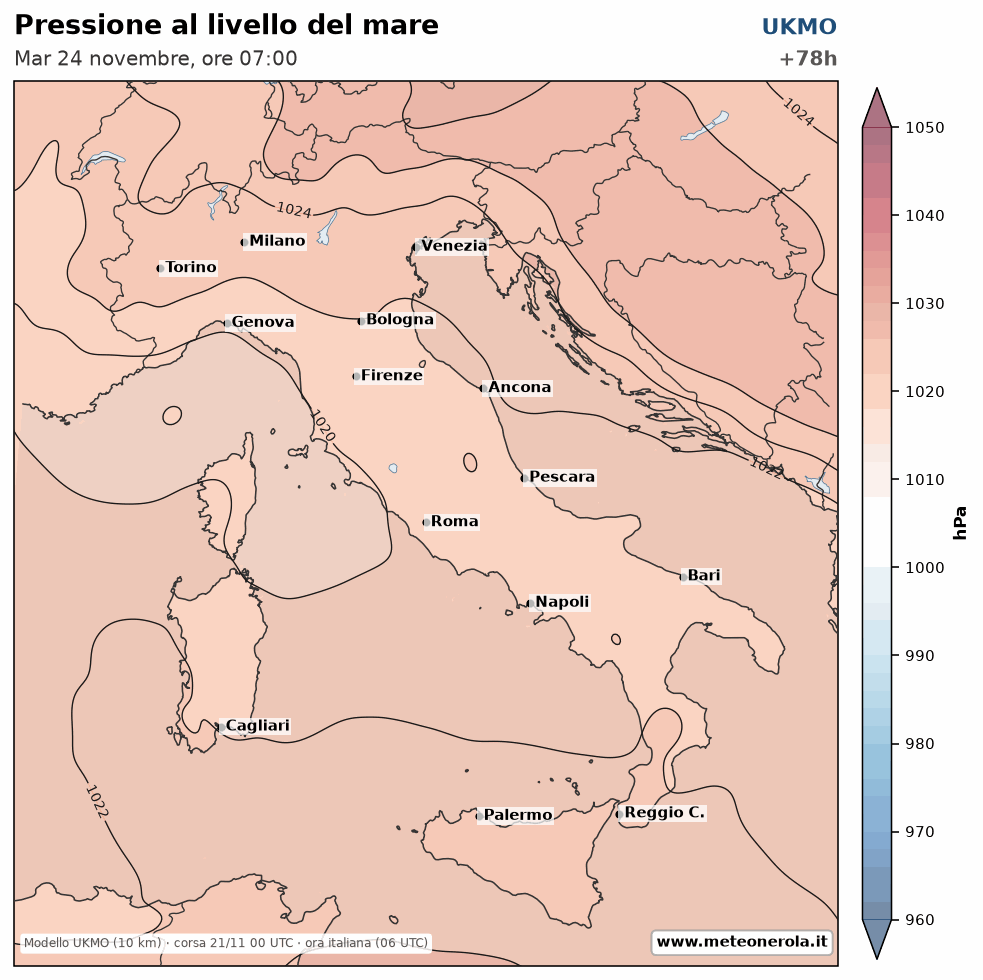 Pressione al livello del mare
UKMO
Mar 24 novembre, ore 07:00
+78h
1024
1024
Milano
Venezia
Torino
Genova
Bologna
Firenze
Ancona
1020
1022
Pescara
Roma
Bari
Napoli
Cagliari
1022
Palermo
Reggio C.
Modello UKMO (10 km) · corsa 21/11 00 UTC · ora italiana (06 UTC)
www.meteonerola.it
1050
1040
1030
1020
1010
1000
990
980
970
960
hPa